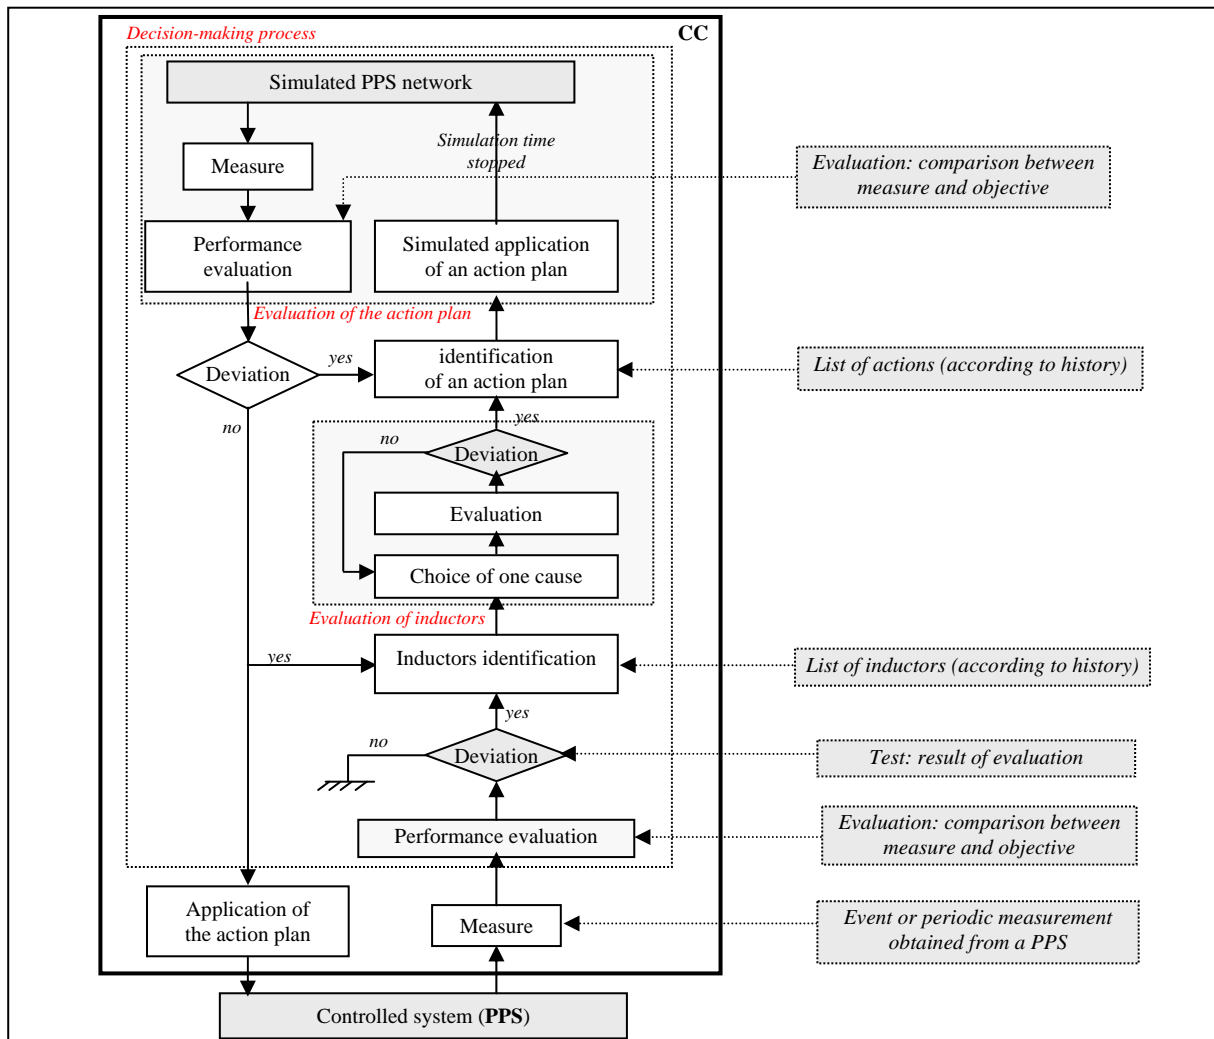 Decision-making process
CC
Simulated PPS network
Simulation time
stopped
Measure
Evaluation: comparison between
measure and objective
Performance
evaluation
Simulated application
of an action plan
Evaluation of the action plan
Deviation
yes
identification
of an action plan
List of actions (according to history)
no
yes
no
Deviation
Evaluation
Choice of one cause
Evaluation of inductors
yes
Inductors identification
List of inductors (according to history)
yes
no
Deviation
Test: result of evaluation
Performance evaluation
Evaluation: comparison between
measure and objective
Application of
the action plan
Measure
Event or periodic measurement
obtained from a PPS
Controlled system (PPS)